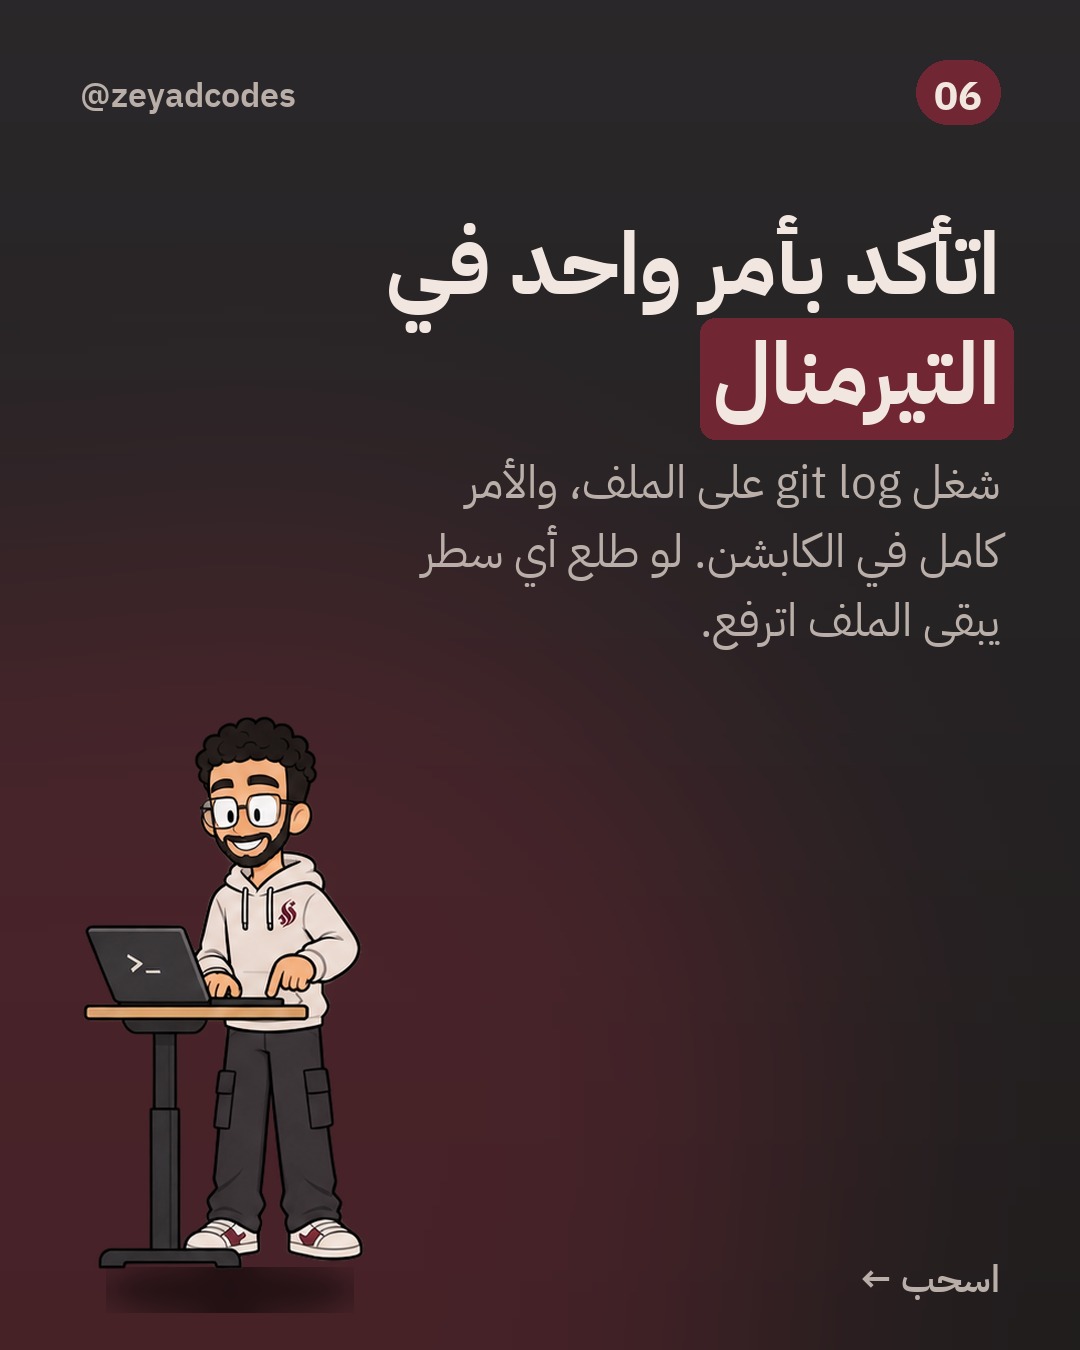 @zeyadcodes
06
اتأكد بأمر واحد في
التيرمنال
شغل git log على الملف، والأمر
كامل في الكابشن. لو طلع أي سطر
يبقى الملف اترفع.
>_
اسحب ←